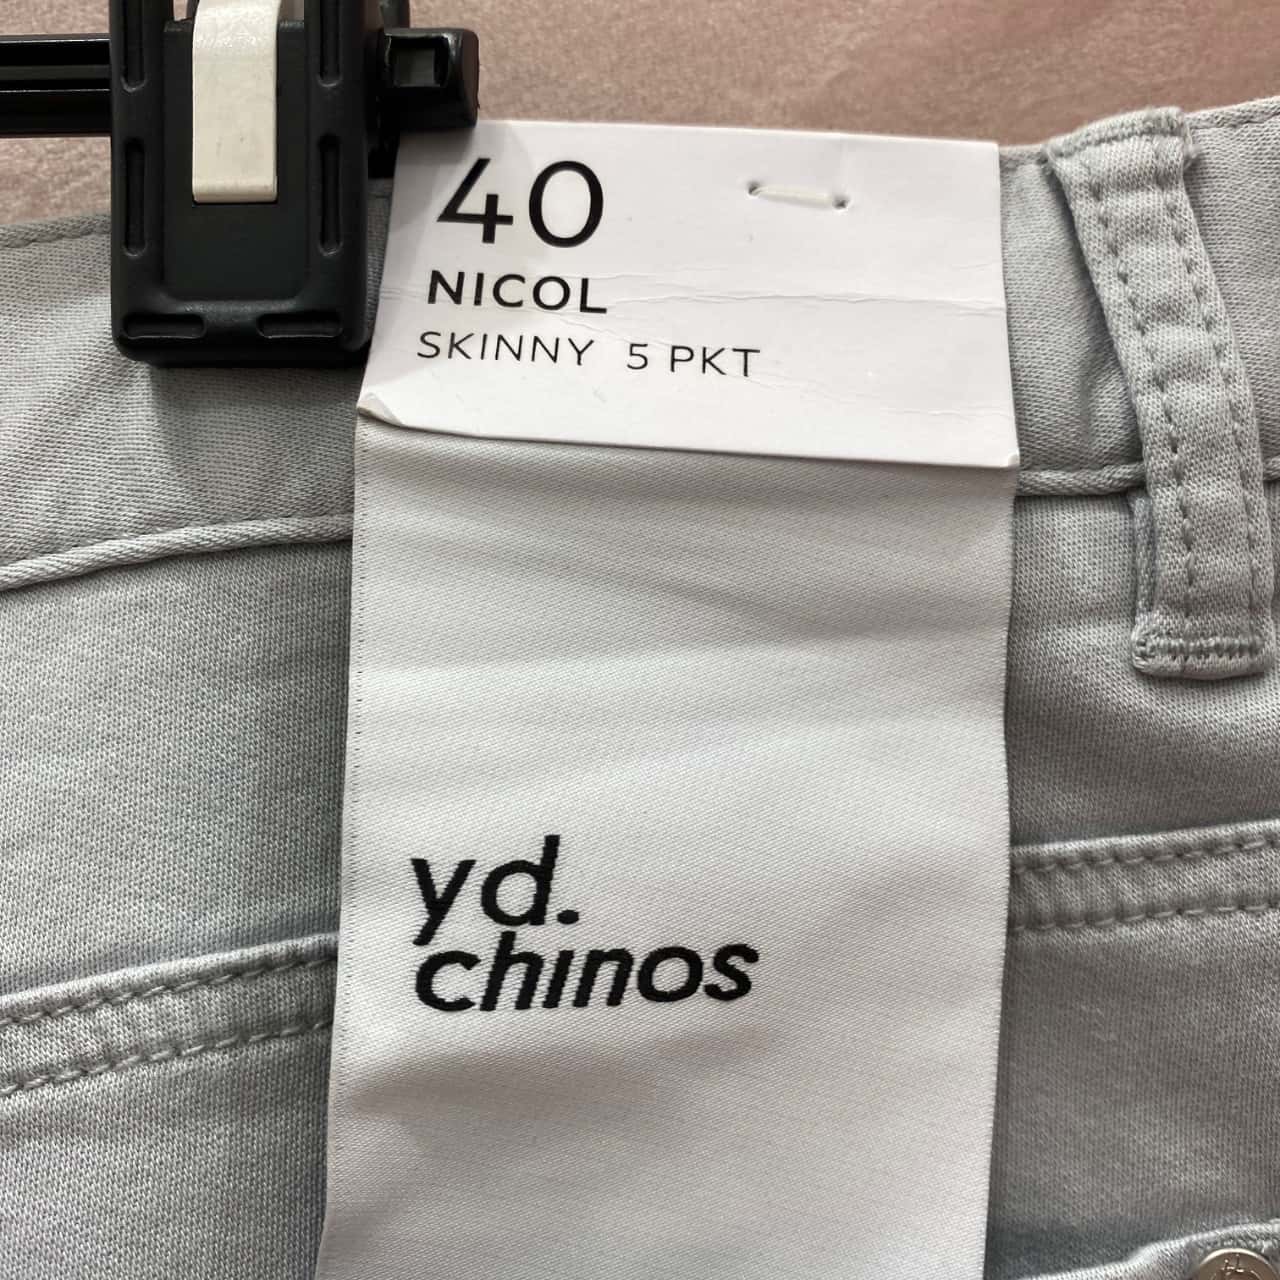 40
NICOL
SKINNY 5 PKT
yd.
chinos